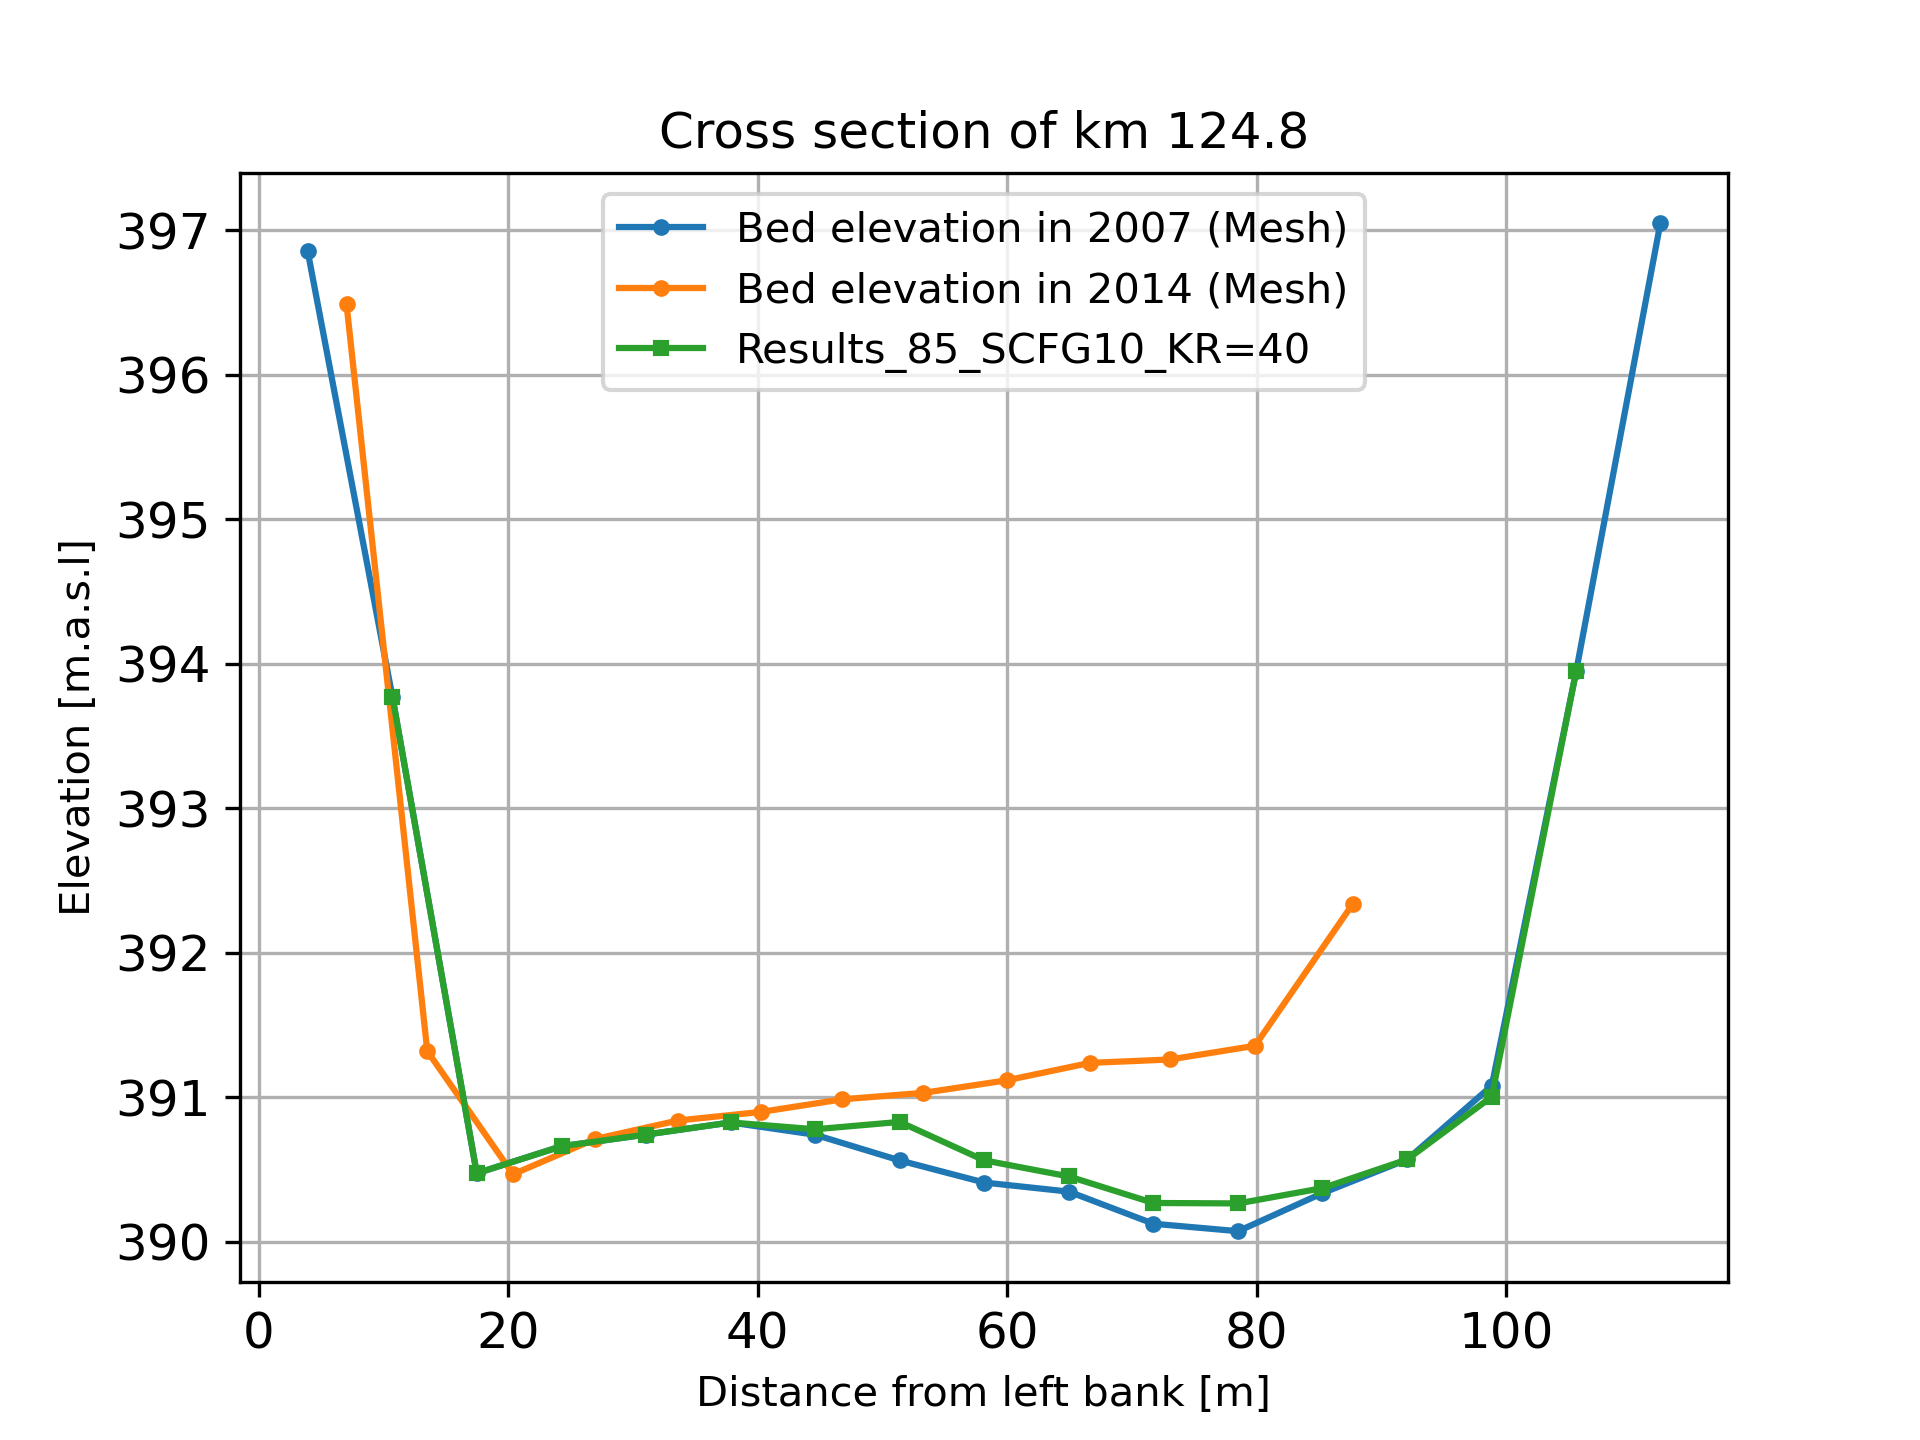 Cross section of km 124.8
Bed elevation in 2007 (Mesh)
Bed elevation in 2014 (Mesh)
Results_85_SCFG10_KR=40
Elevation [m.a.s.l]
397
396
395
394
393
392
391
390
0 20 40 60 80 100
Distance from left bank [m]